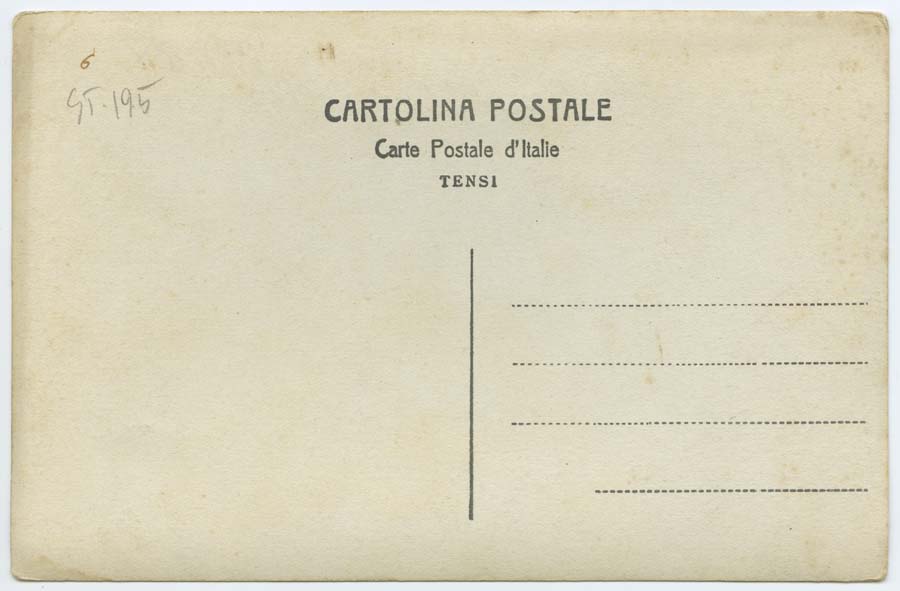 6
ST. 195
CARTOLINA POSTALE
Carte Postale d'Italie
TENSI